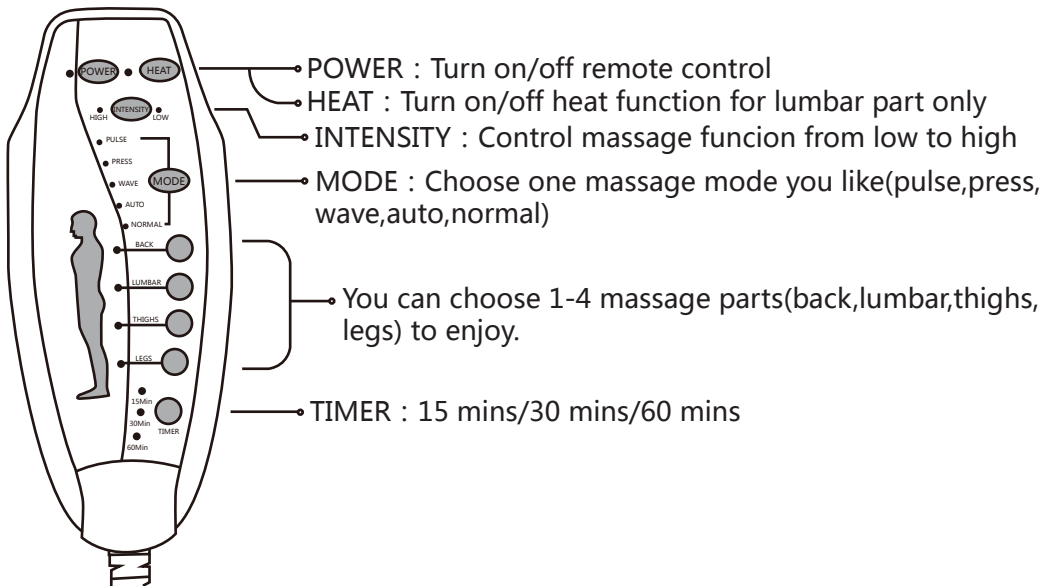 POWER HEAT
HIGH INTENSITY LOW
PULSE
PRESS
WAVE MODE
AUTO
NORMAL
BACK
LUMBAR
THIGHS
LEGS
15Min
30Min
TIMER
60Min
POWER：Turn on/off remote control
HEAT：Turn on/off heat function for lumbar part only
INTENSITY：Control massage funcion from low to high
MODE：Choose one massage mode you like(pulse,press,
wave,auto,normal)
You can choose 1-4 massage parts(back,lumbar,thighs,
legs) to enjoy.
TIMER：15 mins/30 mins/60 mins